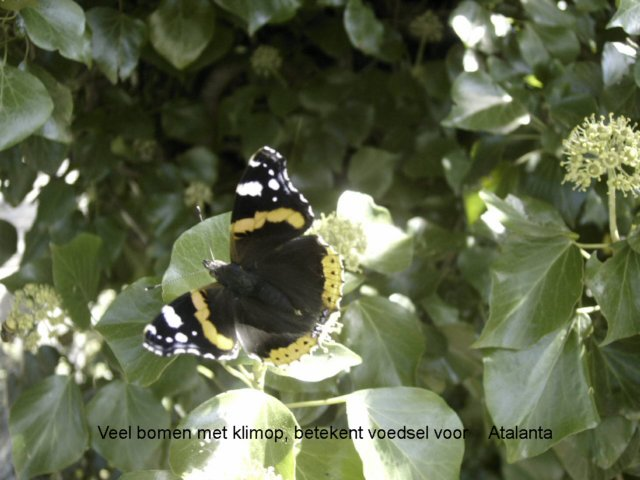 Veel bomen met klimop, betekent voedsel voor Atalanta